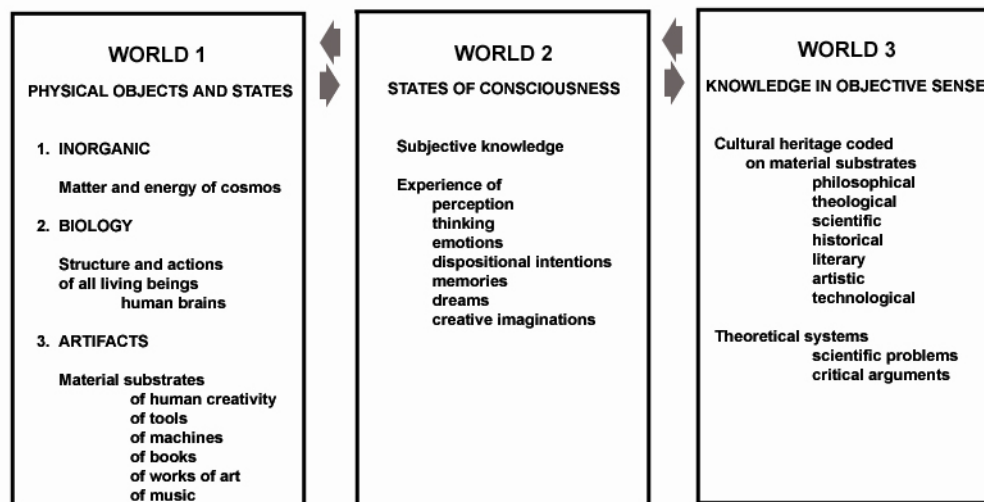 WORLD 1
PHYSICAL OBJECTS AND STATES
1. INORGANIC
Matter and energy of cosmos
2. BIOLOGY
Structure and actions
of all living beings
human brains
3. ARTIFACTS
Material substrates
of human creativity
of tools
of machines
of books
of works of art
of music
WORLD 2
STATES OF CONSCIOUSNESS
Subjective knowledge
Experience of
perception
thinking
emotions
dispositional intentions
memories
dreams
creative imaginations
WORLD 3
KNOWLEDGE IN OBJECTIVE SENSE
Cultural heritage coded
on material substrates
philosophical
theological
scientific
historical
literary
artistic
technological
Theoretical systems
scientific problems
critical arguments